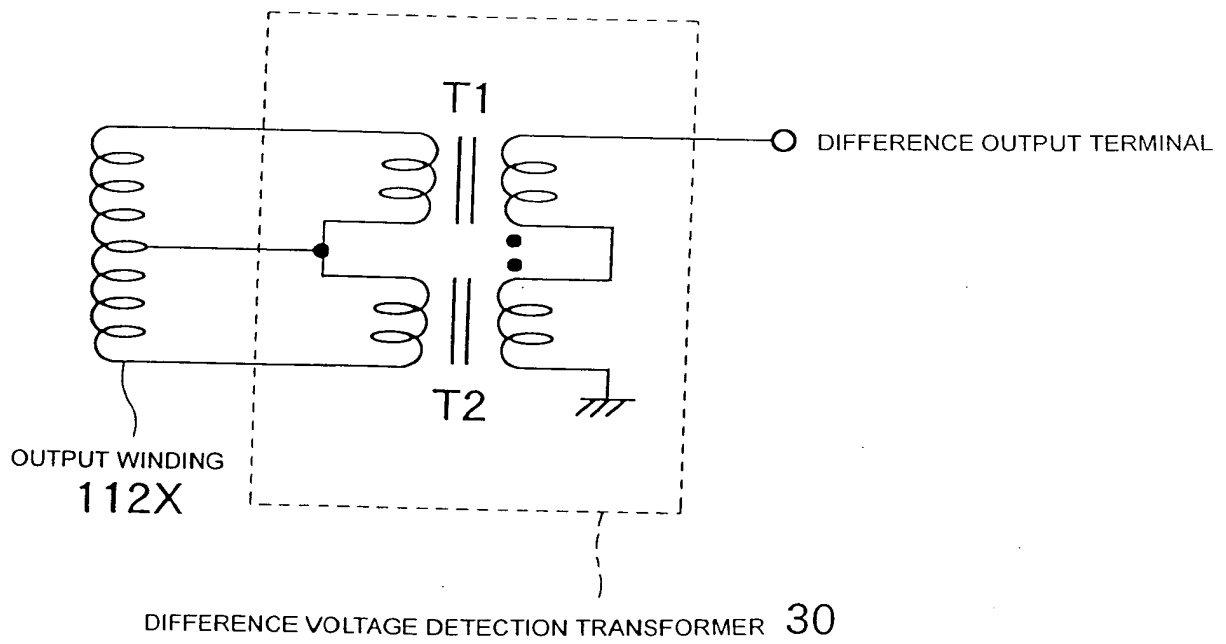 T1
DIFFERENCE OUTPUT TERMINAL
T2
OUTPUT WINDING
112X
DIFFERENCE VOLTAGE DETECTION TRANSFORMER 30